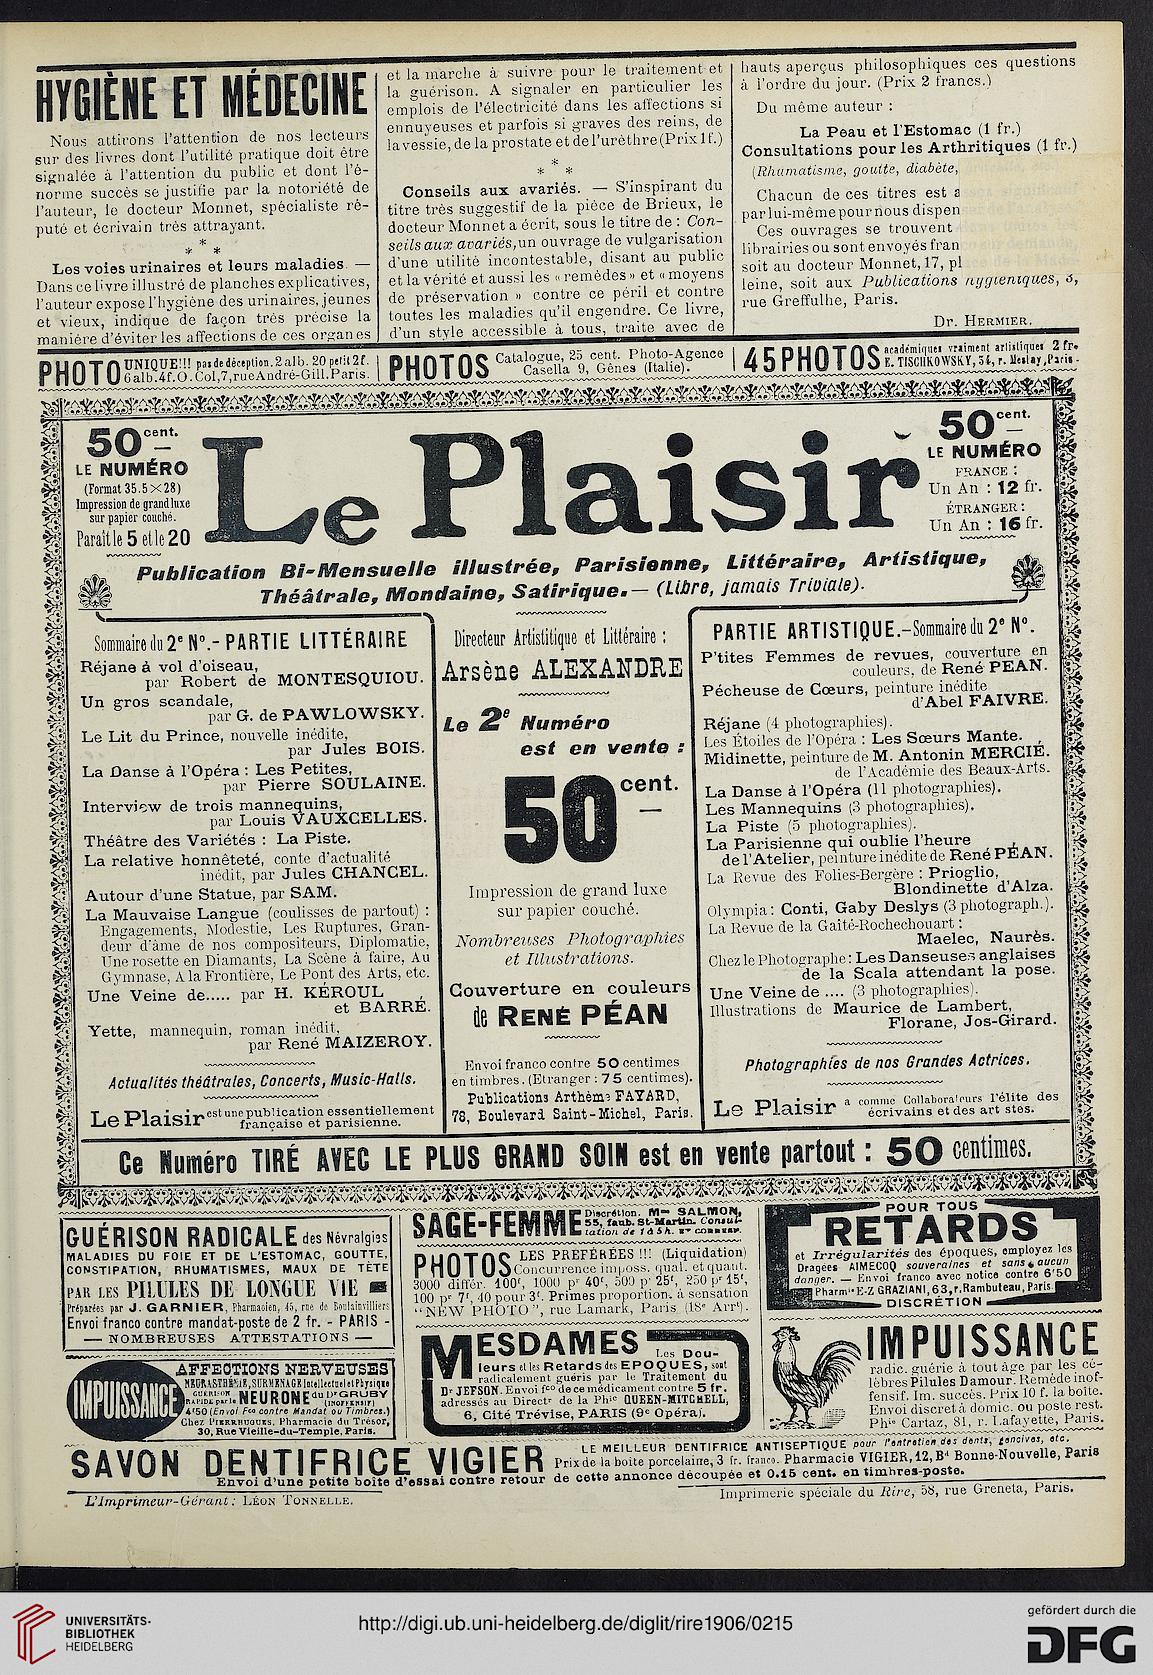 HYGIÈNE ET MÉDECINE
Nous attirons l'attention de nos lecteurs
sur des livres dont l'utilité pratique doit être
signalée à l'attention du public et dont l'é-
norme succès se justifie par la notoriété de
l'auteur, le docteur Monnet, spécialiste ré-
puté et écrivain très attrayant.
*
* *
Les voies urinaires et leurs maladies. —
Dans ce livre illustré de planches explicatives,
l'auteur expose l'hygiène des urinaires, jeunes
et vieux, indique de façon très précise la
manière d'éviter les affections de ces organes
et la marche à suivre pour le traitement et
la guérison. A signaler en particulier les
emplois de l'électricité dans les affections si
ennuyeuses et parfois si graves des reins, de
la vessie, de la prostate et de l'urèthre (Prix 1 f.)
*
* *
Conseils aux avariés. — S'inspirant du
titre très suggestif de la pièce de Brieux, le
docteur Monnet a écrit, sous le titre de : Con-
seils aux avariés, un ouvrage de vulgarisation
d'une utilité incontestable, disant au public
et la vérité et aussi les « remèdes » et « moyens
de préservation » contre ce péril et contre
toutes les maladies qu'il engendre. Ce livre,
d'un style accessible à tous, traite avec de
hauts aperçus philosophiques ces questions
à l'ordre du jour. (Prix 2 francs.)
Du même auteur :
La Peau et l'Estomac (1 fr.)
Consultations pour les Arthritiques (1 fr.)
(Rhumatisme, goutte, diabète,
Chacun de ces titres est a
par lui-même pour nous dispen
Ces ouvrages se trouvent
librairies ou sont envoyés fran
soit au docteur Monnet, 17, pl
leine, soit aux Publications hygiéniques, 3,
rue Greffulhe, Paris.
Dr. HERMIER.
PHOTO UNIQUE!!! pas de déception. 2 alb. 20 petit 2 f.
6 alb. 4f. O. Col, 7, rue André-Gill. Paris.
PHOTOS Catalogue, 25 cent. Photo-Agence
Casella 9, Gênes (Italie).
45 PHOTOS académiques vraiment artistiques 2 fr.
E. TISCHKOWSKY, 34, r. Meslay, Paris.
50 cent.
LE NUMÉRO
(Format 35.5×28)
Impression de grand luxe
sur papier couché.
Paraît le 5 et le 20
Le Plaisir
50 cent.
LE NUMÉRO
FRANCE :
Un An : 12 fr.
ÉTRANGER :
Un An : 16 fr.
Publication Bi-Mensuelle illustrée, Parisienne, Littéraire, Artistique,
Théâtrale, Mondaine, Satirique. — (Libre, jamais Triviale).
Sommaire du 2e N°. - PARTIE LITTÉRAIRE
Réjane à vol d'oiseau,
par Robert de MONTESQUIOU.
Un gros scandale,
par G. de PAWLOWSKY.
Le Lit du Prince, nouvelle inédite,
par Jules BOIS.
La Danse à l'Opéra : Les Petites,
par Pierre SOULAINE.
Interview de trois mannequins,
par Louis VAUXCELLES.
Théâtre des Variétés : La Piste.
La relative honnêteté, conte d'actualité
inédit, par Jules CHANCEL.
Autour d'une Statue, par SAM.
La Mauvaise Langue (coulisses de partout) :
Engagements, Modestie, Les Ruptures, Gran-
deur d'âme de nos compositeurs, Diplomatie,
Une rosette en Diamants, La Scène à faire, Au
Gymnase, A la Frontière, Le Pont des Arts, etc.
Une Veine de..... par H. KÉROUL
et BARRÉ.
Yette, mannequin, roman inédit,
par René MAIZEROY.
Actualités théâtrales, Concerts, Music-Halls.
Le Plaisir est une publication essentiellement
française et parisienne.
Directeur Artistitique et Littéraire :
Arsène ALEXANDRE
Le 2e Numéro
est en vente :
50 cent.
Impression de grand luxe
sur papier couché.
Nombreuses Photographies
et Illustrations.
Couverture en couleurs
de RENÉ PÉAN
Envoi franco contre 50 centimes
en timbres. (Etranger : 75 centimes).
Publications Arthème FAYARD,
78, Boulevard Saint-Michel, Paris.
PARTIE ARTISTIQUE. - Sommaire du 2e N°.
P'tites Femmes de revues, couverture en
couleurs, de René PEAN.
Pécheuse de Cœurs, peinture inédite
d'Abel FAIVRE.
Réjane (4 photographies).
Les Étoiles de l'Opéra : Les Sœurs Mante.
Midinette, peinture de M. Antonin MERCIÉ.
de l'Académie des Beaux-Arts.
La Danse à l'Opéra (11 photographies).
Les Mannequins (3 photographies).
La Piste (5 photographies).
La Parisienne qui oublie l'heure
de l'Atelier, peinture inédite de René PÉAN.
La Revue des Folies-Bergère : Prioglio,
Blondinette d'Alza.
Olympia : Conti, Gaby Deslys (3 photograph.).
La Revue de la Gaîté-Rochechouart :
Maelec, Naurès.
Chez le Photographe : Les Danseuses anglaises
de la Scala attendant la pose.
Une Veine de .... (3 photographies).
Illustrations de Maurice de Lambert,
Florane, Jos-Girard.
Photographies de nos Grandes Actrices.
Le Plaisir a comme Collaborateurs l'élite des
écrivains et des artistes.
Ce Numéro TIRÉ AVEC LE PLUS GRAND SOIN est en vente partout : 50 centimes.
GUÉRISON RADICALE des Névralgies
MALADIES DU FOIE ET DE L'ESTOMAC, GOUTTE,
CONSTIPATION, RHUMATISMES, MAUX DE TÊTE
PAR LES PILULES DE LONGUE VIE
Préparées par J. GARNIER, Pharmacien, 45, rue de Boulainvilliers
Envoi franco contre mandat-poste de 2 fr. - PARIS -
— NOMBREUSES ATTESTATIONS —
IMPUISSANCE
AFFECTIONS NERVEUSES
NEURASTHÉNIE, SURMENAGE Intellectuel et Physique
GUÉRISON RAPIDE par le NEURONE du Dr GRUBY (INOFFENSIF)
4f50 (Envoi Fco contre Mandat ou Timbres.)
Chez PIERRHUGUES, Pharmacie du Trésor,
30, Rue Vieille-du-Temple, Paris.
SAGE-FEMME Discrétion. Mme SALMON,
55, faub. St-Martin. Consul-
tation de 1 à 5 h.
PHOTOS LES PRÉFÉRÉES !!! (Liquidation)
Concurrence imposs. qual. et quant.
3000 différ. 100f, 1000 pr 40f, 500 pr 25f, 250 pr 15f,
100 pr 7f, 40 pour 3f. Primes proportion. à sensation
"NEW PHOTO", rue Lamark, Paris (18e Arrt).
MESDAMES Les Dou-
leurs et les Retards des EPOQUES, sont
radicalement guéris par le Traitement du
Dr JEFSON. Envoi fco de ce médicament contre 5 fr.
adressés au Directr de la Phie QUEEN-MITCHELL,
6, Cité Trévise, PARIS (9e Opéra).
POUR TOUS
RETARDS
et Irrégularités des époques, employez les
Dragées AIMECOQ souveraines et sans aucun
danger. — Envoi franco avec notice contre 6f50
Pharmie E-Z GRAZIANI, 63, r. Rambuteau, Paris
DISCRÉTION
IMPUISSANCE
radic. guérie à tout âge par les cé-
lèbres Pilules Damour. Remède inof-
fensif. Im. succès. Prix 10 f. la boîte.
Envoi discret à domic. ou poste rest.
Phie Cartaz, 81, r. Lafayette, Paris.
SAVON DENTIFRICE VIGIER LE MEILLEUR DENTIFRICE ANTISEPTIQUE pour l'entretien des dents, gencives, etc.
Prix de la boîte porcelaine, 3 fr. franco. Pharmacie VIGIER, 12, Bd Bonne-Nouvelle, Paris
Envoi d'une petite boîte d'essai contre retour de cette annonce découpée et 0.15 cent. en timbres-poste.
L'Imprimeur-Gérant : LÉON TONNELLE.
Imprimerie spéciale du Rire, 58, rue Greneta, Paris.
UNIVERSITÄTS-
BIBLIOTHEK
HEIDELBERG
http://digi.ub.uni-heidelberg.de/diglit/rire1906/0215
gefördert durch die
DFG